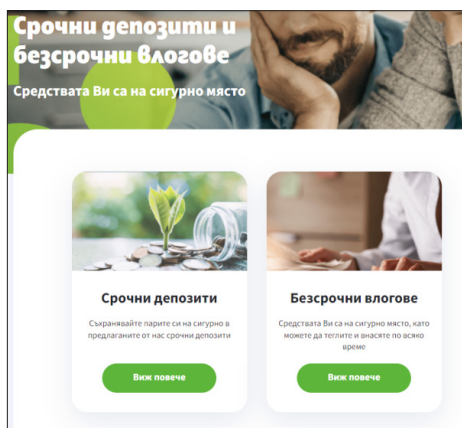 Срочни депозити и
безсрочни влогове
Средствата Ви са на сигурно място
Срочни депозити
Съхранявайте парите си на сигурно в
предлаганите от нас срочни депозити
Виж повече
Безсрочни влогове
Средствата Ви са на сигурно място, като
можете да теглите и внасяте по всяко
време
Виж повече